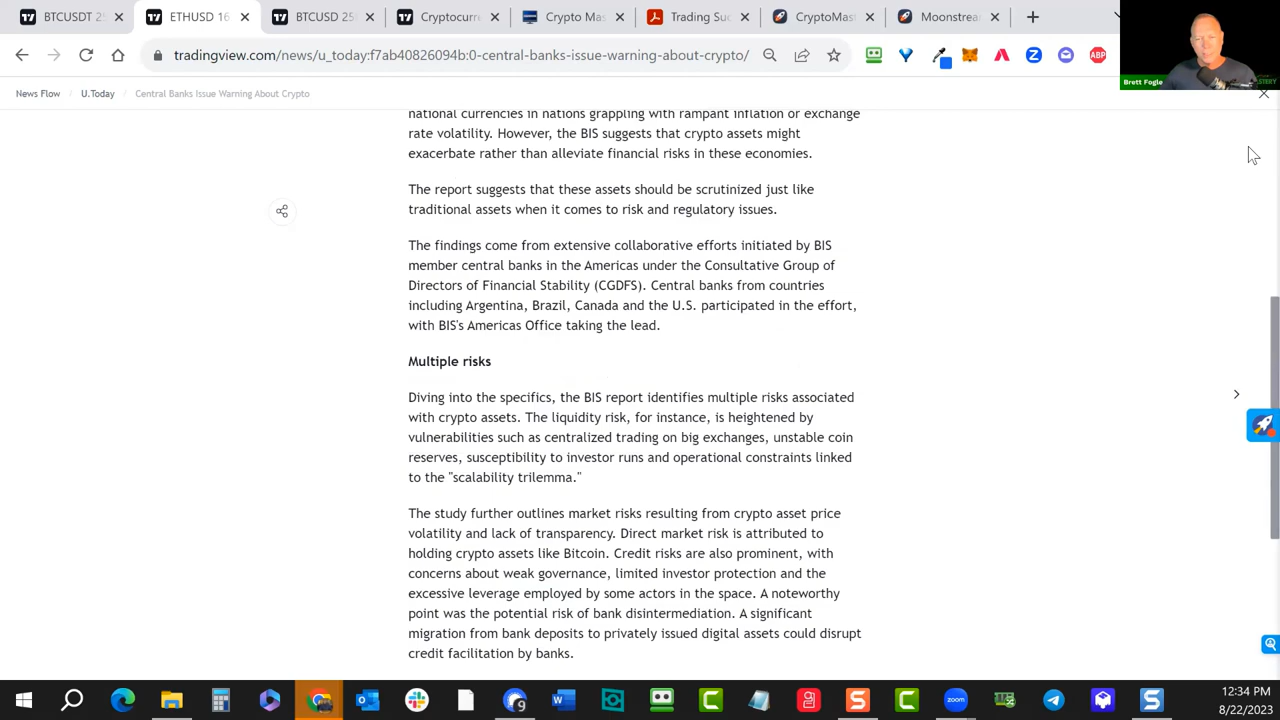 BTCUSDT 2
ETHUSD 16
BTCUSD 25
Cryptocurr
Crypto Mas
Trading Su
CryptoMast
Moonstrea
tradingview.com/news/u_today:f7ab40826094b:0-central-banks-issue-warning-about-crypto/
ABP
Brett Fogle
News Flow / U.Today / Central Banks Issue Warning About Crypto
national currencies in nations grappling with rampant inflation or exchange
rate volatility. However, the BIS suggests that crypto assets might
exacerbate rather than alleviate financial risks in these economies.
The report suggests that these assets should be scrutinized just like
traditional assets when it comes to risk and regulatory issues.
The findings come from extensive collaborative efforts initiated by BIS
member central banks in the Americas under the Consultative Group of
Directors of Financial Stability (CGDFS). Central banks from countries
including Argentina, Brazil, Canada and the U.S. participated in the effort,
with BIS's Americas Office taking the lead.
Multiple risks
Diving into the specifics, the BIS report identifies multiple risks associated
with crypto assets. The liquidity risk, for instance, is heightened by
vulnerabilities such as centralized trading on big exchanges, unstable coin
reserves, susceptibility to investor runs and operational constraints linked
to the "scalability trilemma."
The study further outlines market risks resulting from crypto asset price
volatility and lack of transparency. Direct market risk is attributed to
holding crypto assets like Bitcoin. Credit risks are also prominent, with
concerns about weak governance, limited investor protection and the
excessive leverage employed by some actors in the space. A noteworthy
point was the potential risk of bank disintermediation. A significant
migration from bank deposits to privately issued digital assets could disrupt
credit facilitation by banks.
zoom
12:34 PM
8/22/2023